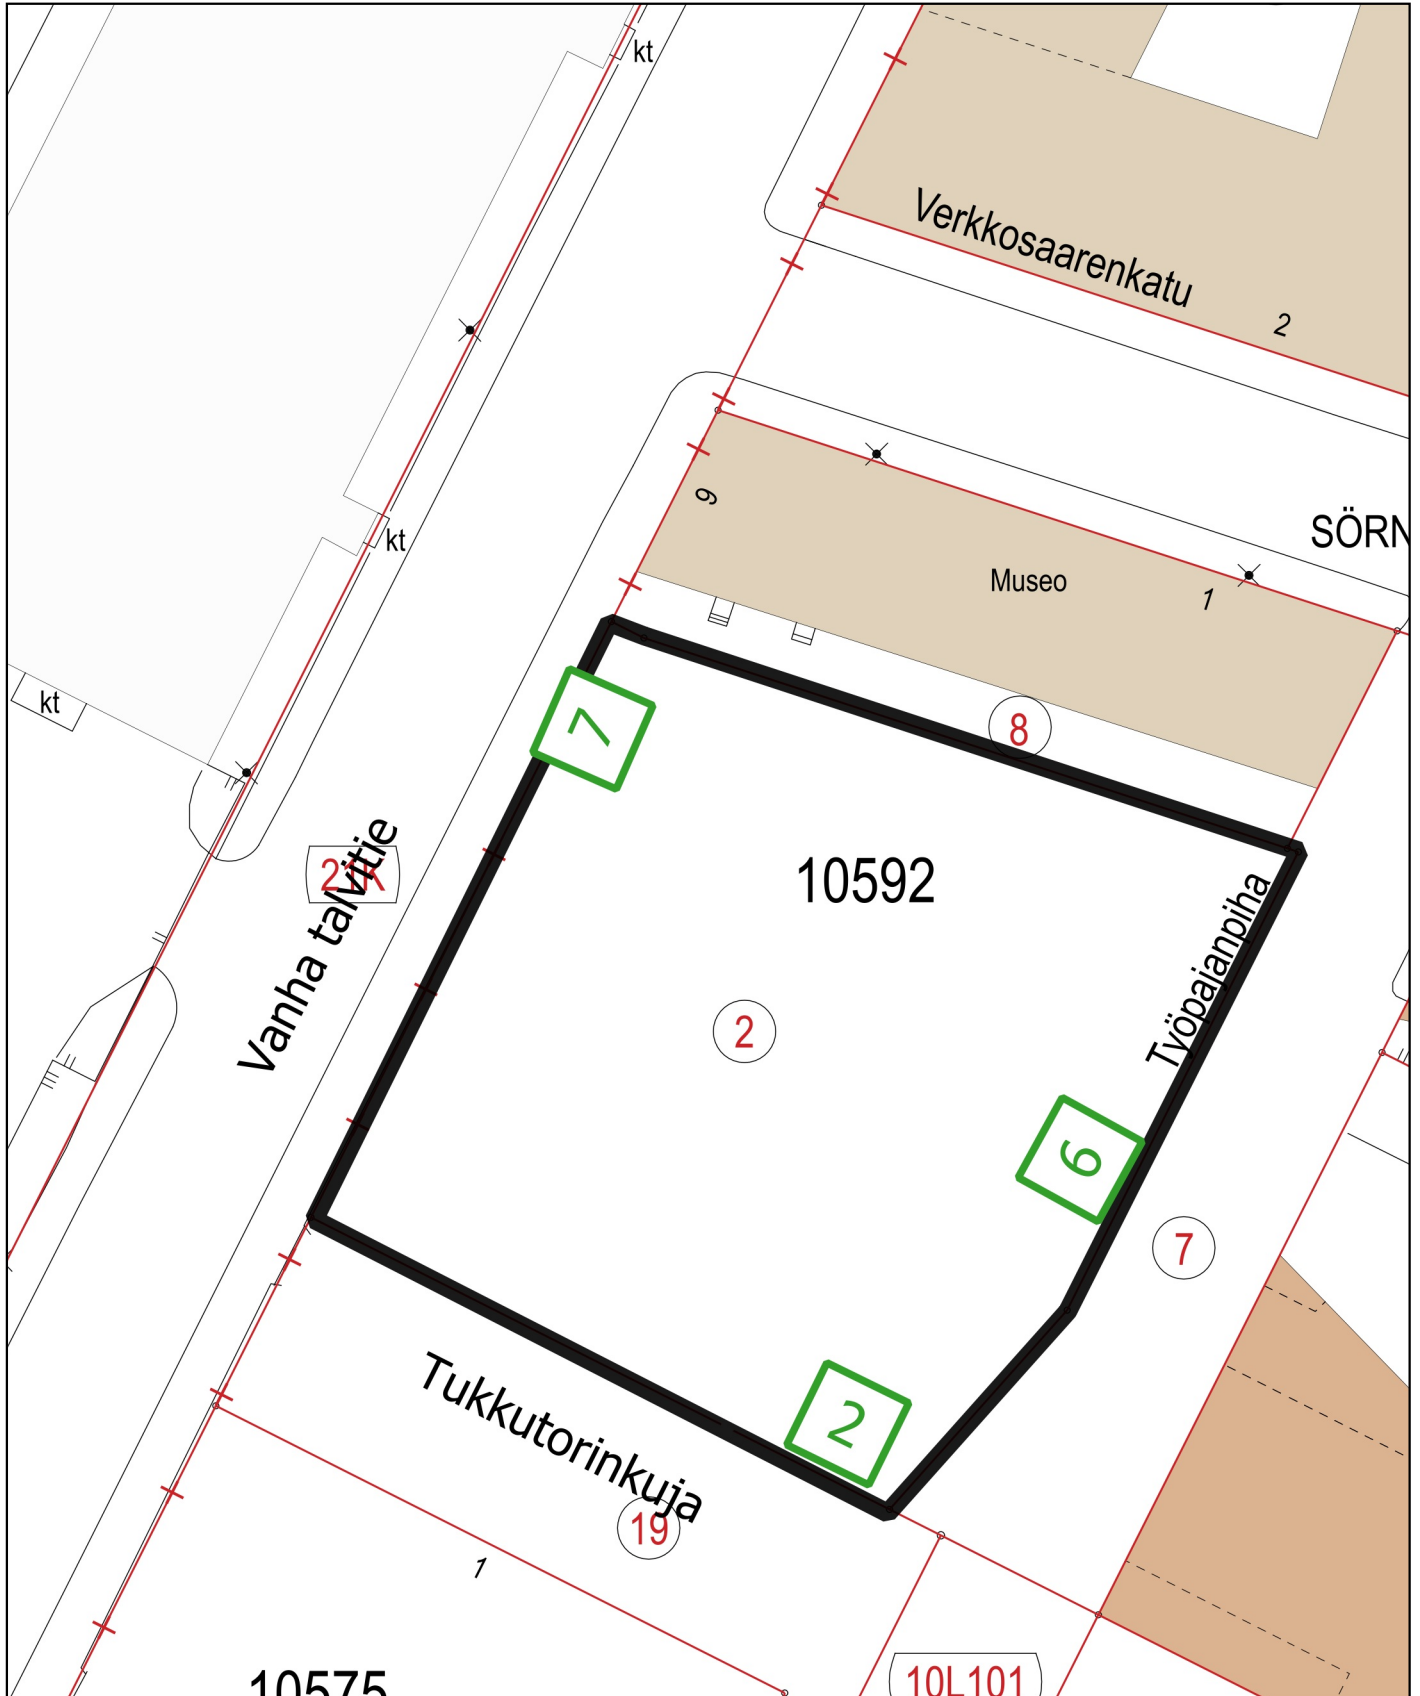 kt
Verkkosaarenkatu
2
kt
9
SÖRN
Museo
1
kt
7
8
21K
Vanha talvitie
10592
Työpajanpiha
2
6
7
Tukkutorinkuja
2
19
1
10575
10L101